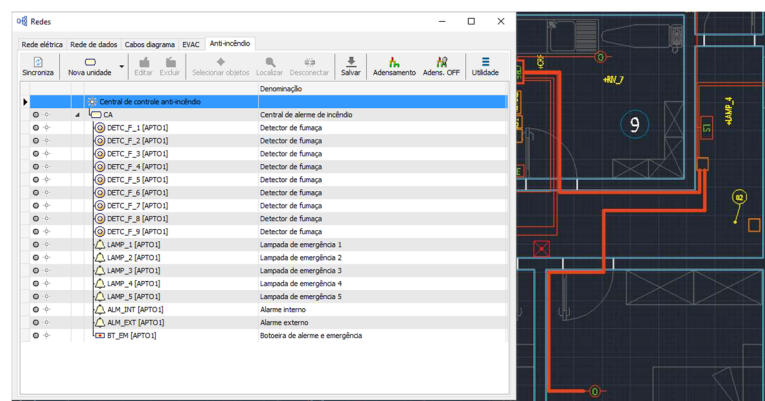 Redes
Rede elétrica Rede de dados Cabos diagrama EVAC Anti-incêndio
Sincroniza Nova unidade Editar Excluir Selecionar objetos Localizar Desconectar Salvar Adensamento Adens. OFF Utilidade
Denominação
Central de controle anti-incêndio
CA Central de alerme de incêndio
DETC_F_1 [APTO1] Detector de fumaça
DETC_F_2 [APTO1] Detector de fumaça
DETC_F_3 [APTO1] Detector de fumaça
DETC_F_4 [APTO1] Detector de fumaça
DETC_F_5 [APTO1] Detector de fumaça
DETC_F_6 [APTO1] Detector de fumaça
DETC_F_7 [APTO1] Detector de fumaça
DETC_F_8 [APTO1] Detector de fumaça
DETC_F_9 [APTO1] Detector de fumaça
LAMP_1 [APTO1] Lampada de emergência 1
LAMP_2 [APTO1] Lampada de emergência 2
LAMP_3 [APTO1] Lampada de emergência 3
LAMP_4 [APTO1] Lampada de emergência 4
LAMP_5 [APTO1] Lampada de emergência 5
ALM_INT [APTO1] Alarme interno
ALM_EXT [APTO1] Alarme externo
BT_EM [APTO1] Botoeira de alerme e emergência
9
+LAMP_4
82